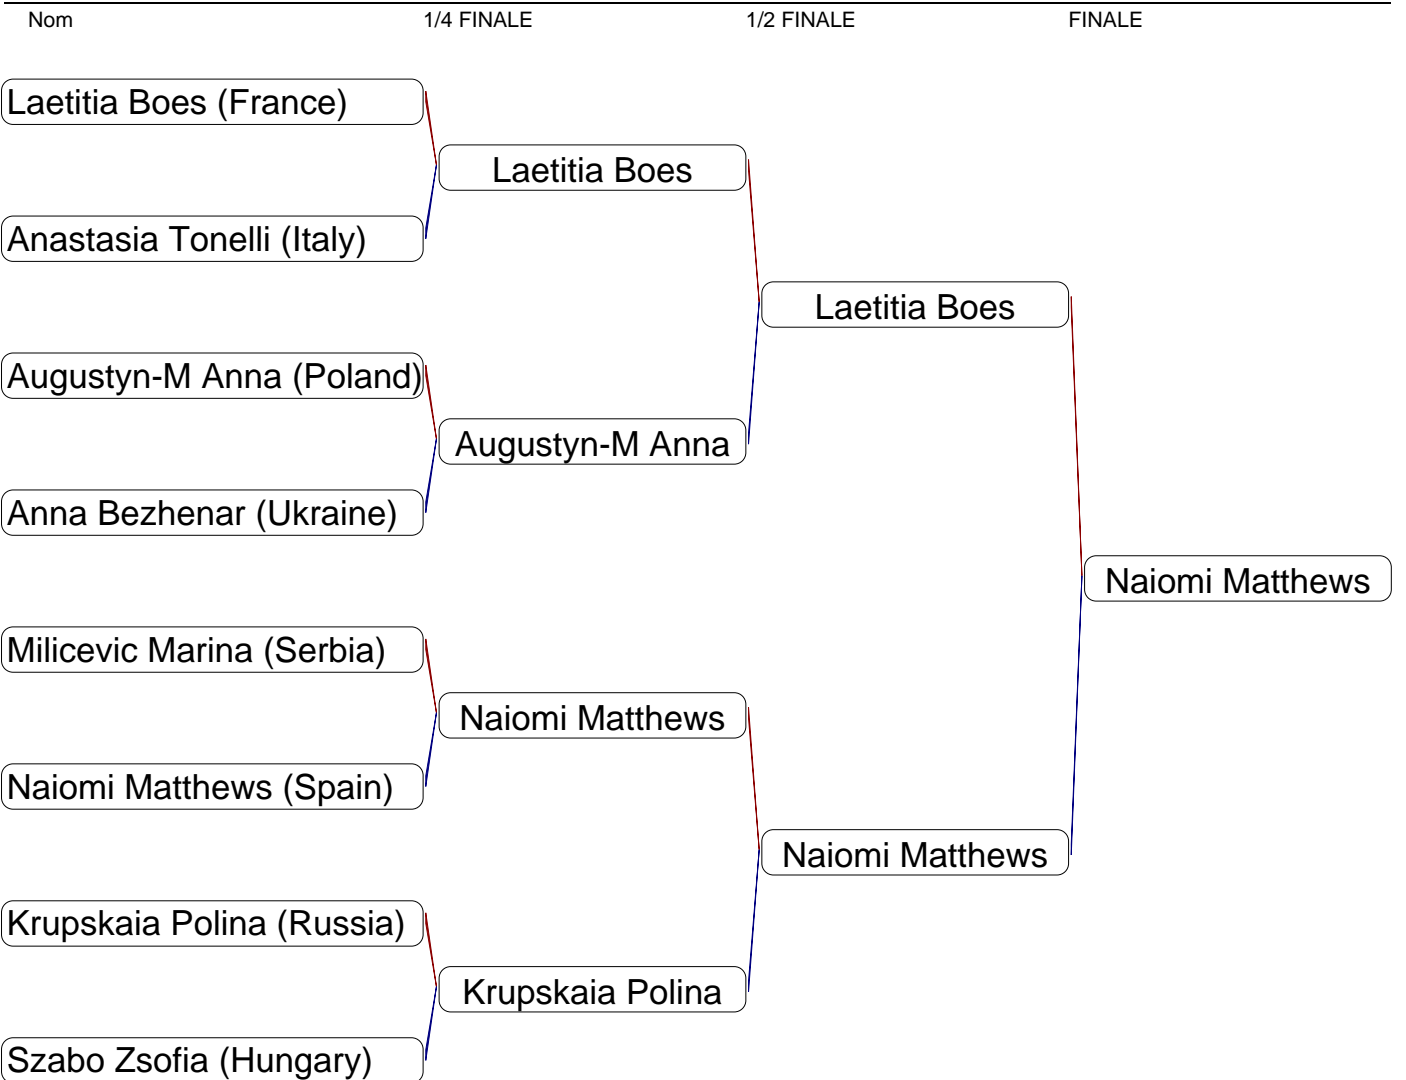 Nom 1/4 FINALE 1/2 FINALE FINALE
Laetitia Boes (France)
Laetitia Boes
Anastasia Tonelli (Italy)
Laetitia Boes
Augustyn-M Anna (Poland)
Augustyn-M Anna
Anna Bezhenar (Ukraine)
Naiomi Matthews
Milicevic Marina (Serbia)
Naiomi Matthews
Naiomi Matthews (Spain)
Naiomi Matthews
Krupskaia Polina (Russia)
Krupskaia Polina
Szabo Zsofia (Hungary)